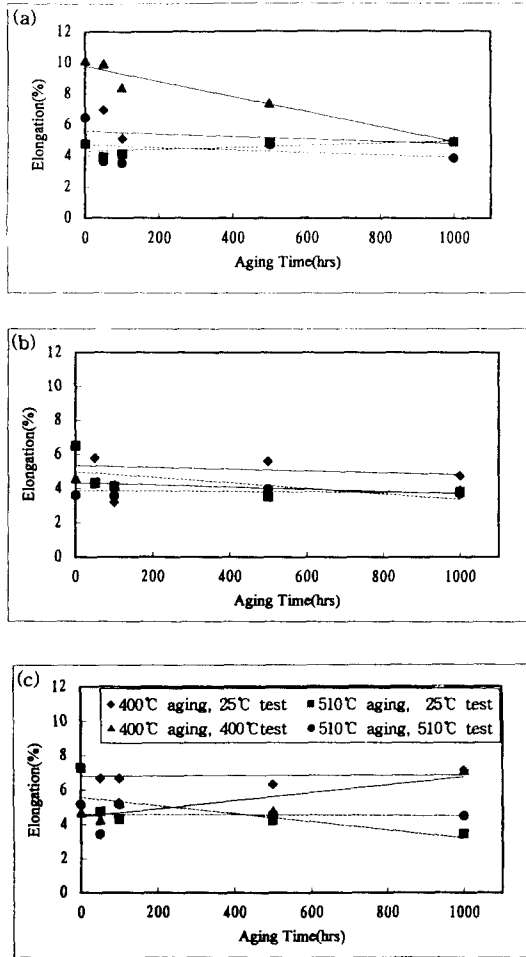 (a)
12
10
8
6
4
2
0
Elongation(%)
0 200 400 600 800 1000
Aging Time(hrs)
(b)
12
10
8
6
4
2
0
Elongation(%)
0 200 400 600 800 1000
Aging Time(hrs)
(c)
12
10
8
6
4
2
0
Elongation(%)
400℃ aging, 25℃ test
510℃ aging, 25℃ test
400℃ aging, 400℃ test
510℃ aging, 510℃ test
0 200 400 600 800 1000
Aging Time(hrs)